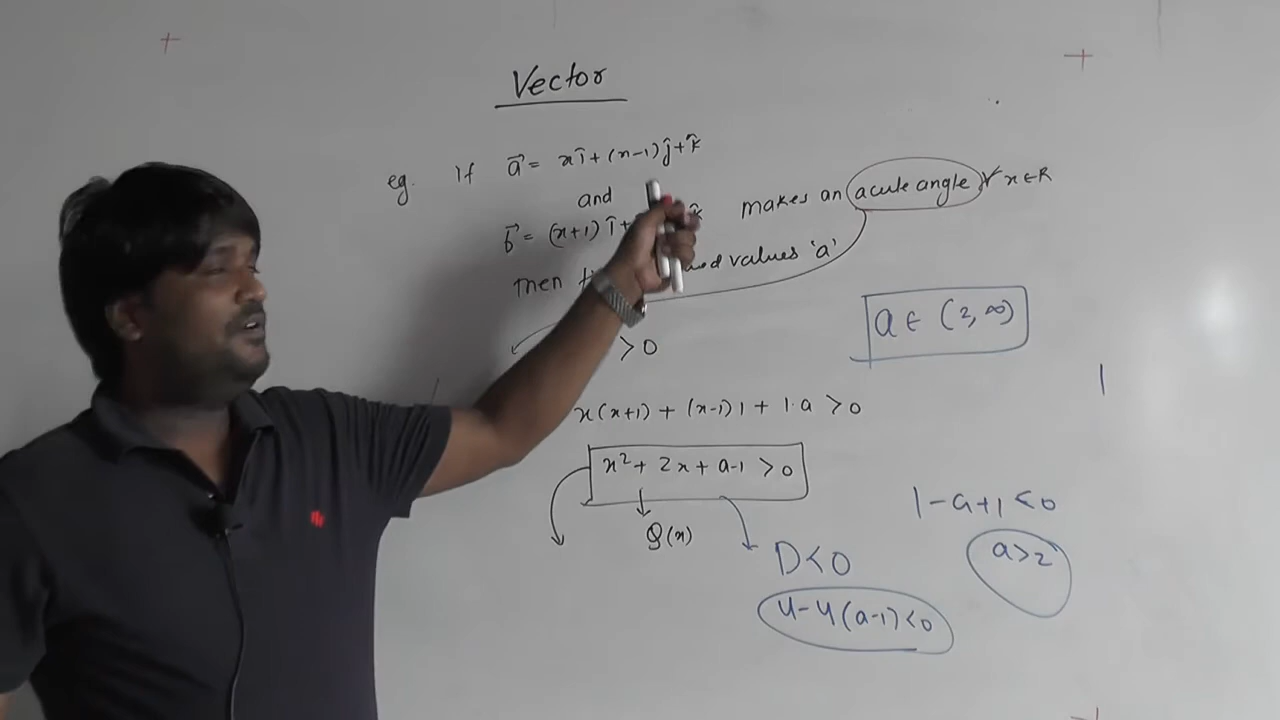 Vector
eg. If a⃗ = xî + (x-1)ĵ + k̂
and
b⃗ = (x+1)î + k̂ makes an acute angle ∀ x ∈ R
then values 'a'
a ∈ (2, ∞)
> 0
x(x+1) + (x-1)1 + 1·a > 0
x² + 2x + a-1 > 0
Q(x)
D < 0
4-4(a-1) < 0
1-a+1 < 0
a > 2